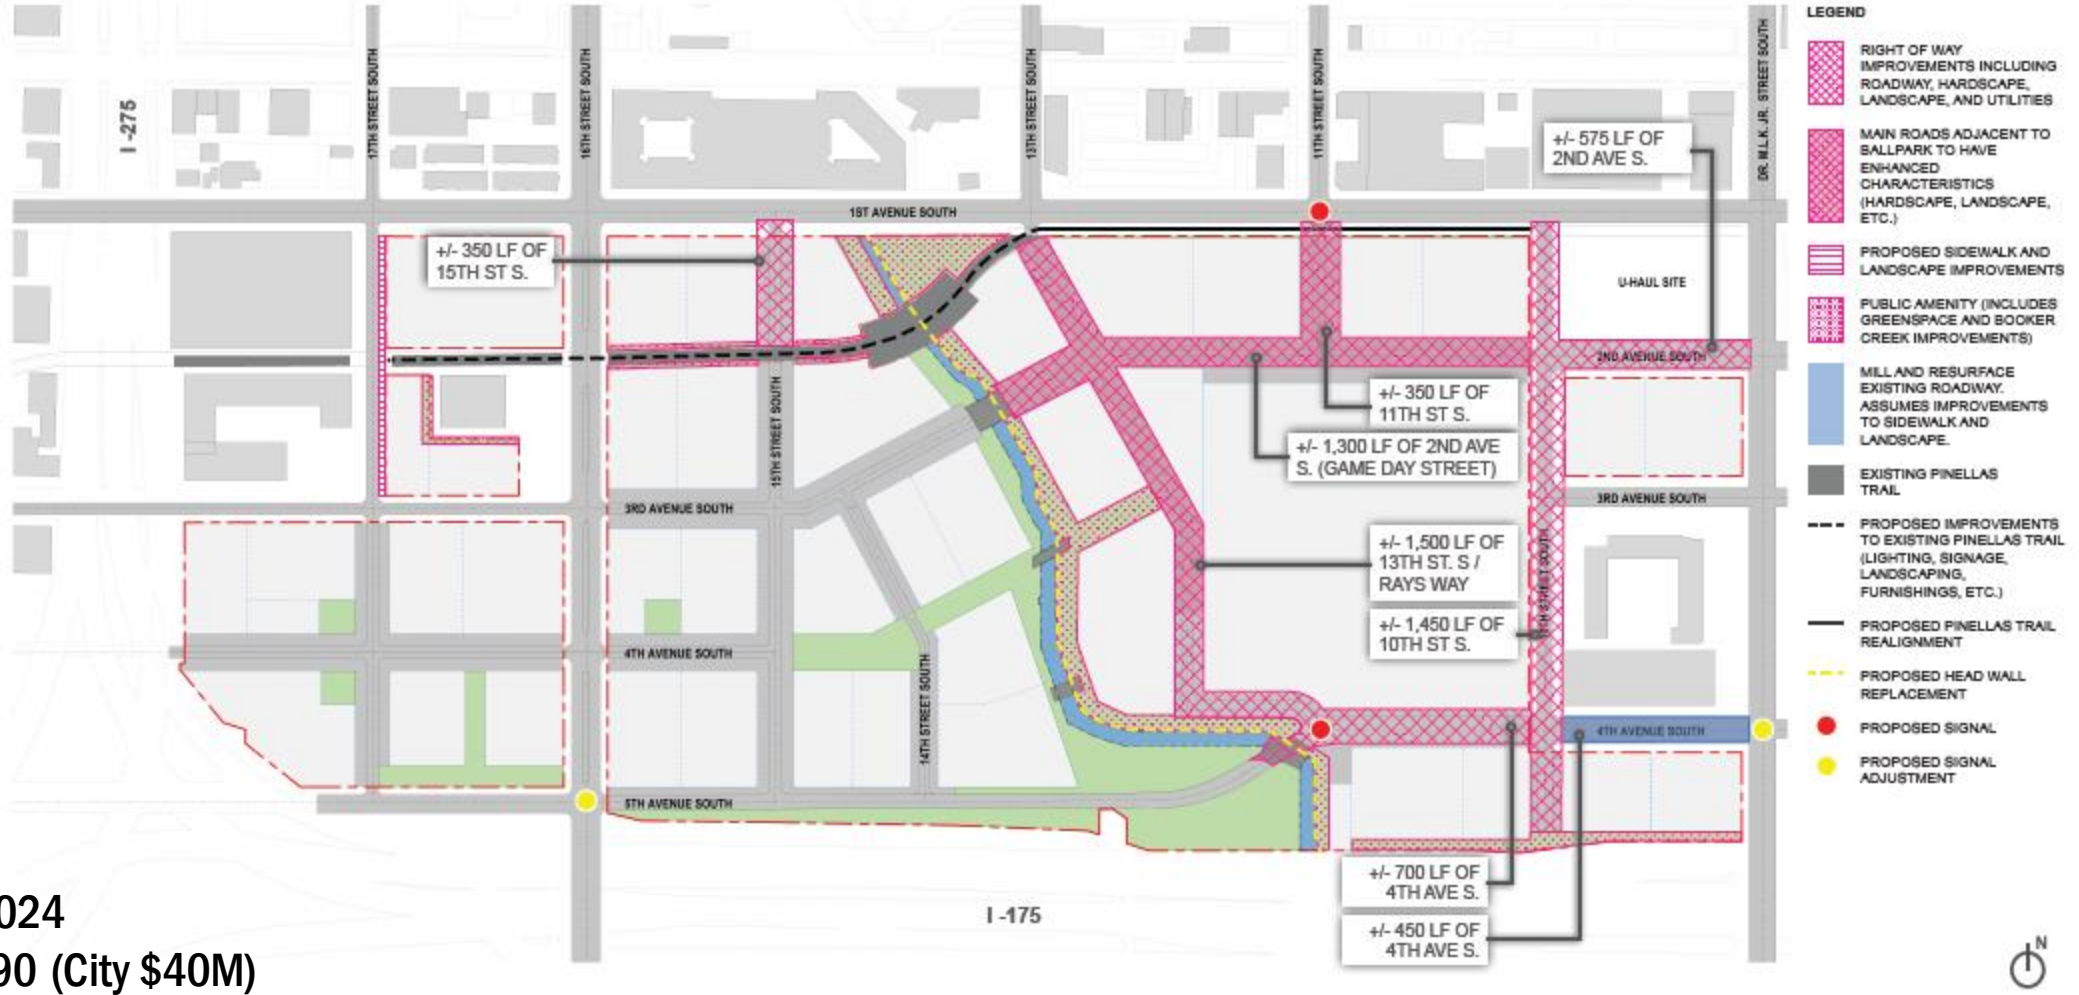 LEGEND
RIGHT OF WAY
IMPROVEMENTS INCLUDING
ROADWAY, HARDSCAPE,
LANDSCAPE, AND UTILITIES
MAIN ROADS ADJACENT TO
BALLPARK TO HAVE
ENHANCED
CHARACTERISTICS
(HARDSCAPE, LANDSCAPE,
ETC.)
PROPOSED SIDEWALK AND
LANDSCAPE IMPROVEMENTS
PUBLIC AMENITY (INCLUDES
GREENSPACE AND BOOKER
CREEK IMPROVEMENTS)
MILL AND RESURFACE
EXISTING ROADWAY.
ASSUMES IMPROVEMENTS
TO SIDEWALK AND
LANDSCAPE.
EXISTING PINELLAS
TRAIL
PROPOSED IMPROVEMENTS
TO EXISTING PINELLAS TRAIL
(LIGHTING, SIGNAGE,
LANDSCAPING,
FURNISHINGS, ETC.)
PROPOSED PINELLAS TRAIL
REALIGNMENT
PROPOSED HEAD WALL
REPLACEMENT
PROPOSED SIGNAL
PROPOSED SIGNAL
ADJUSTMENT
I -275
17TH STREET SOUTH
16TH STREET SOUTH
13TH STREET SOUTH
11TH STREET SOUTH
DR. M.L.K. JR. STREET SOUTH
+/- 575 LF OF
2ND AVE S.
1ST AVENUE SOUTH
+/- 350 LF OF
15TH ST S.
U-HAUL SITE
2ND AVENUE SOUTH
+/- 350 LF OF
11TH ST S.
+/- 1,300 LF OF 2ND AVE
S. (GAME DAY STREET)
15TH STREET SOUTH
3RD AVENUE SOUTH
3RD AVENUE SOUTH
+/- 1,500 LF OF
13TH ST. S /
RAYS WAY
+/- 1,450 LF OF
10TH ST S.
STREET SOUTH
4TH AVENUE SOUTH
14TH STREET SOUTH
4TH AVENUE SOUTH
5TH AVENUE SOUTH
+/- 700 LF OF
4TH AVE S.
+/- 450 LF OF
4TH AVE S.
I -175
024
90 (City $40M)
N